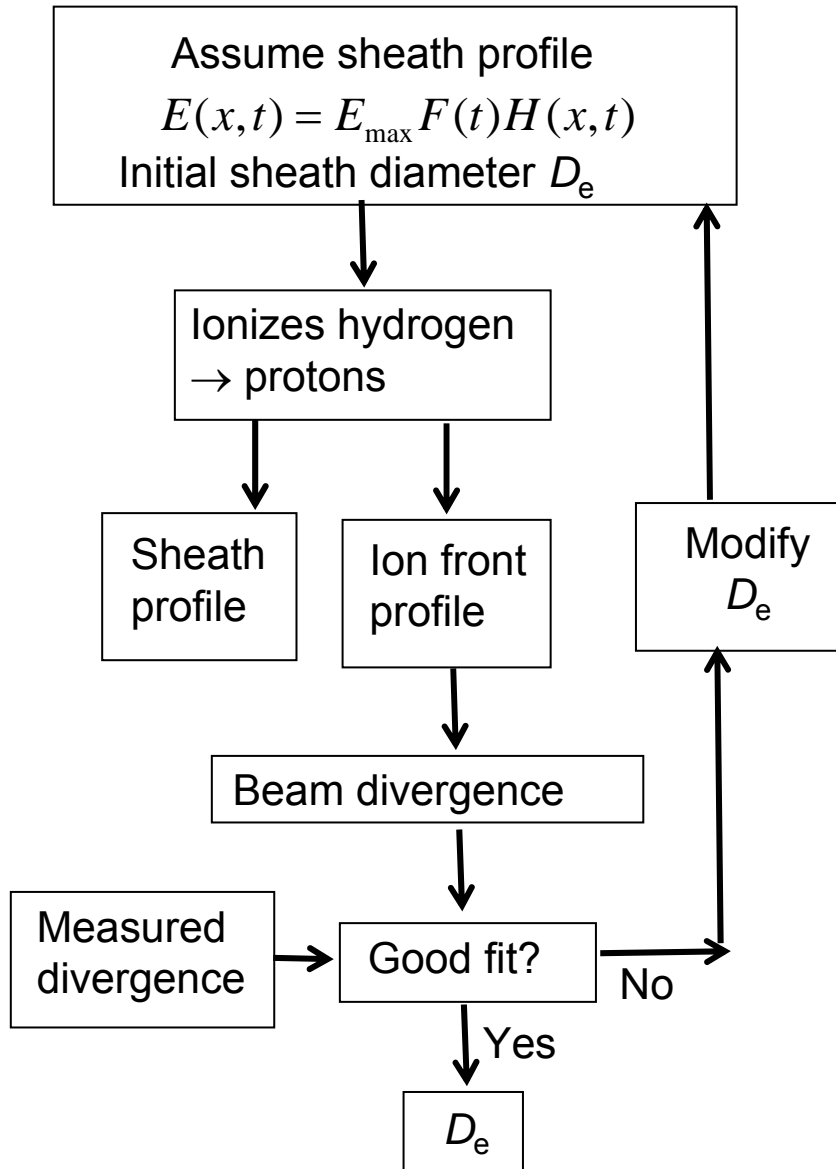 Assume sheath profile
E(x,t) = E_max F(t)H(x,t)
Initial sheath diameter D_e
Ionizes hydrogen
→ protons
Sheath
profile
Ion front
profile
Modify
D_e
Beam divergence
Measured
divergence
Good fit?
No
Yes
D_e